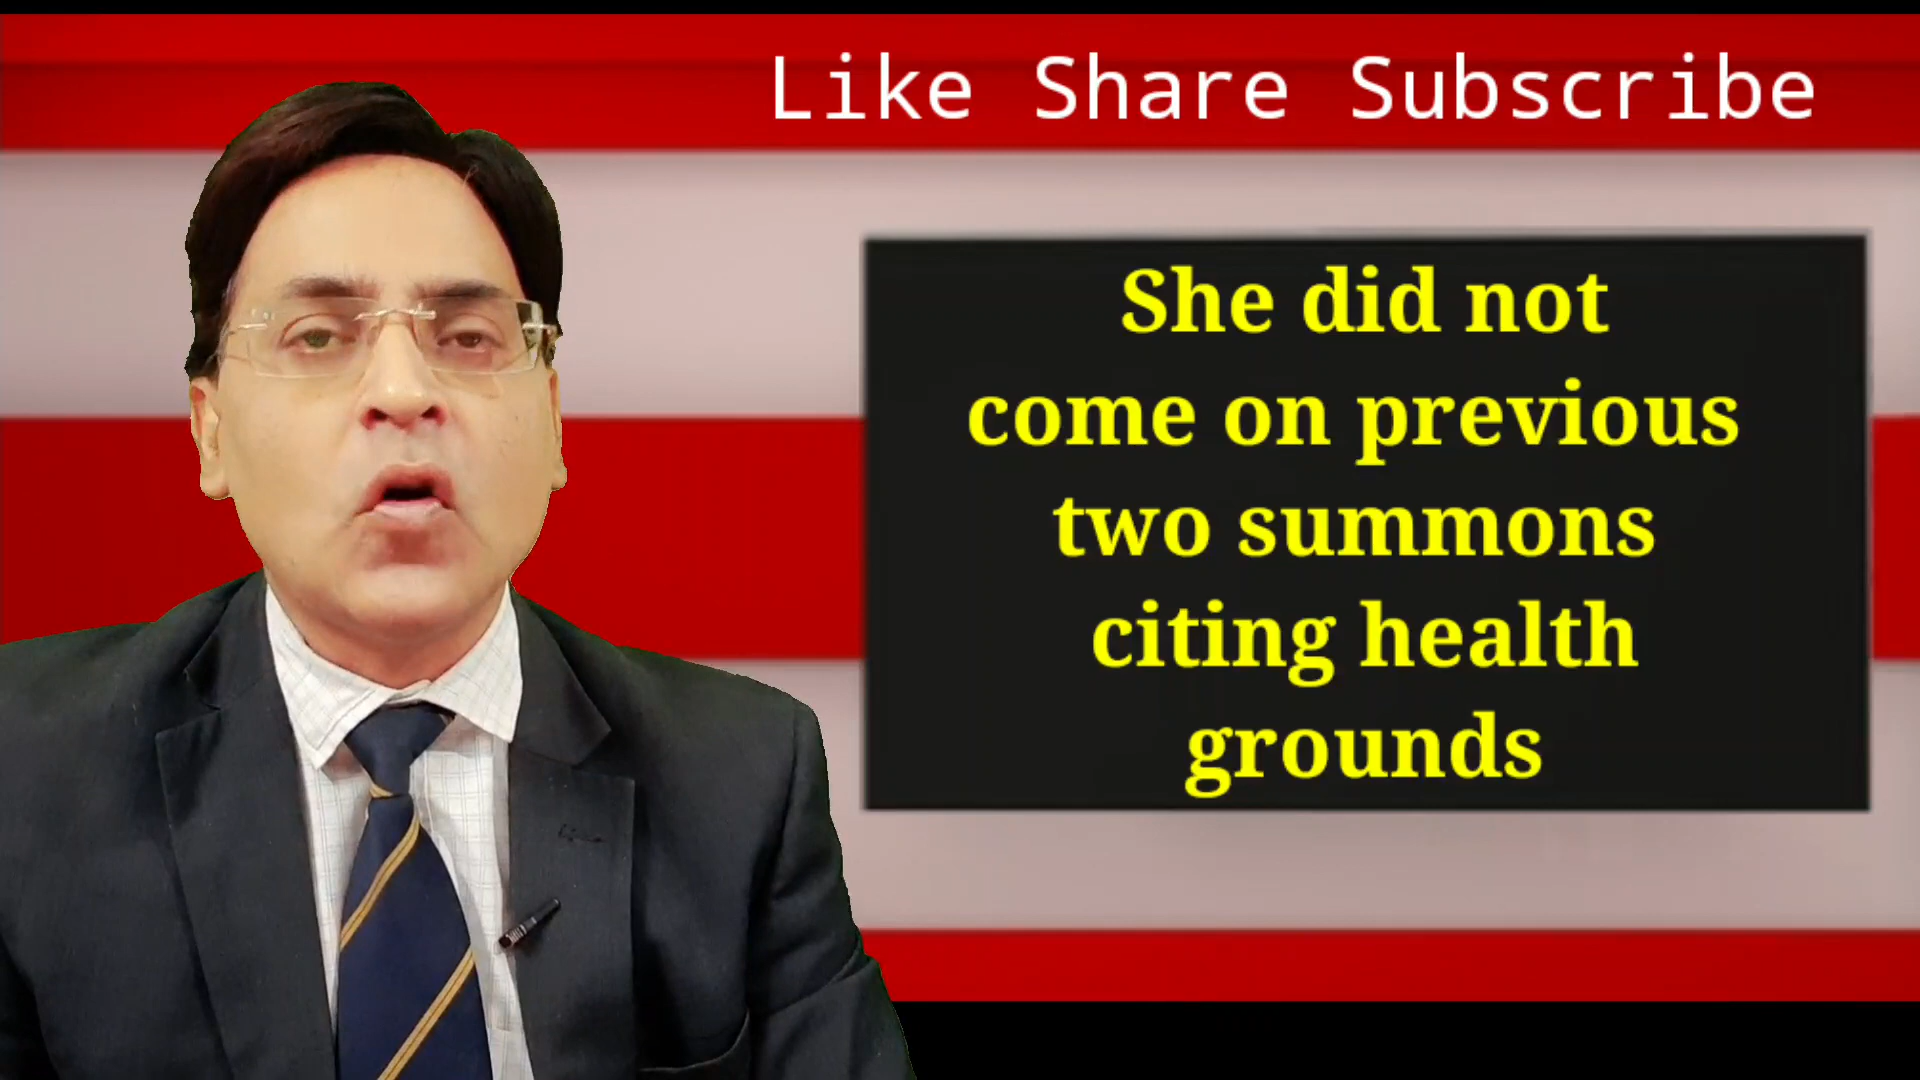 Like Share Subscribe
She did not
come on previous
two summons
citing health
grounds